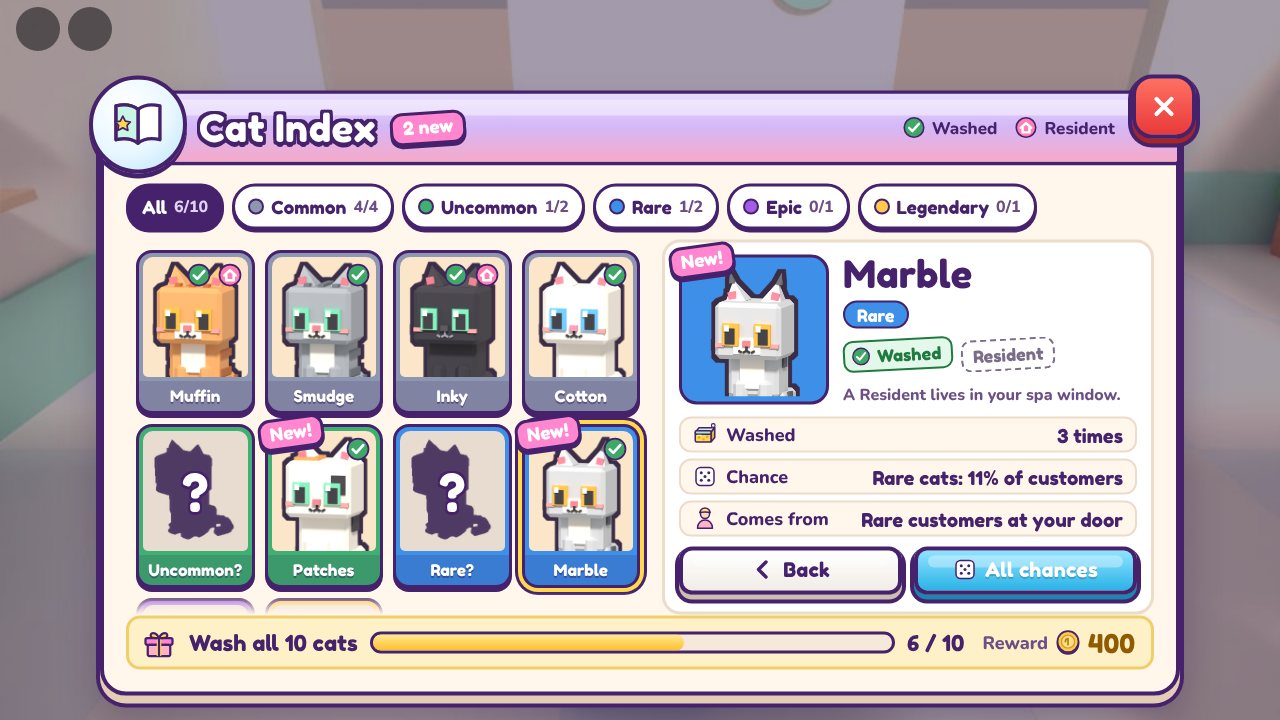 Cat Index
2 new
Washed
Resident
All 6/10
Common 4/4
Uncommon 1/2
Rare 1/2
Epic 0/1
Legendary 0/1
Muffin
Smudge
Inky
Cotton
?
Uncommon?
New!
Patches
?
Rare?
New!
Marble
New!
Marble
Rare
Washed
Resident
A Resident lives in your spa window.
Washed 3 times
Chance Rare cats: 11% of customers
Comes from Rare customers at your door
Back
All chances
Wash all 10 cats
6 / 10
Reward 400